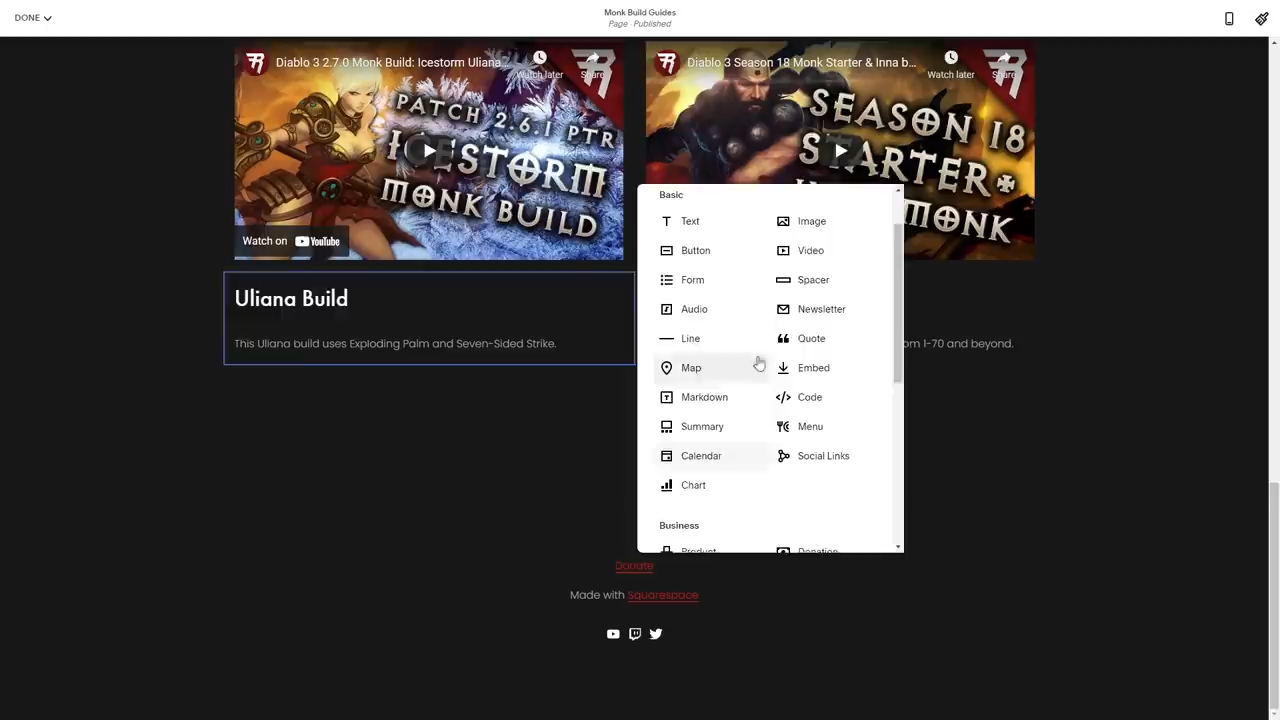 DONE
Monk Build Guides
Page · Published
Diablo 3 2.7.0 Monk Build: Icestorm Uliana...
Watch later
Share
PATCH 2.6.1 PTR
ICESTORM
MONK BUILD
Watch on YouTube
Diablo 3 Season 18 Monk Starter & Inna b...
Watch later
Share
SEASON 18
STARTER+
MONK
Uliana Build
This Uliana build uses Exploding Palm and Seven-Sided Strike.
om I-70 and beyond.
Basic
Text
Image
Button
Video
Form
Spacer
Audio
Newsletter
Line
Quote
Map
Embed
Markdown
Code
Summary
Menu
Calendar
Social Links
Chart
Business
Product
Donation
Donate
Made with Squarespace